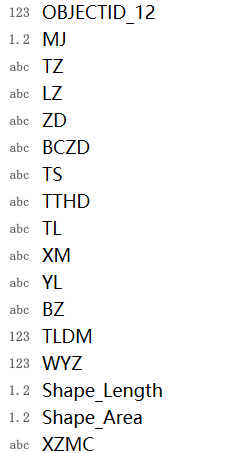 123 OBJECTID_12
1.2 MJ
abc TZ
abc LZ
abc ZD
abc BCZD
abc TS
abc TTHD
abc TL
abc XM
abc YL
abc BZ
123 TLDM
123 WYZ
1.2 Shape_Length
1.2 Shape_Area
abc XZMC